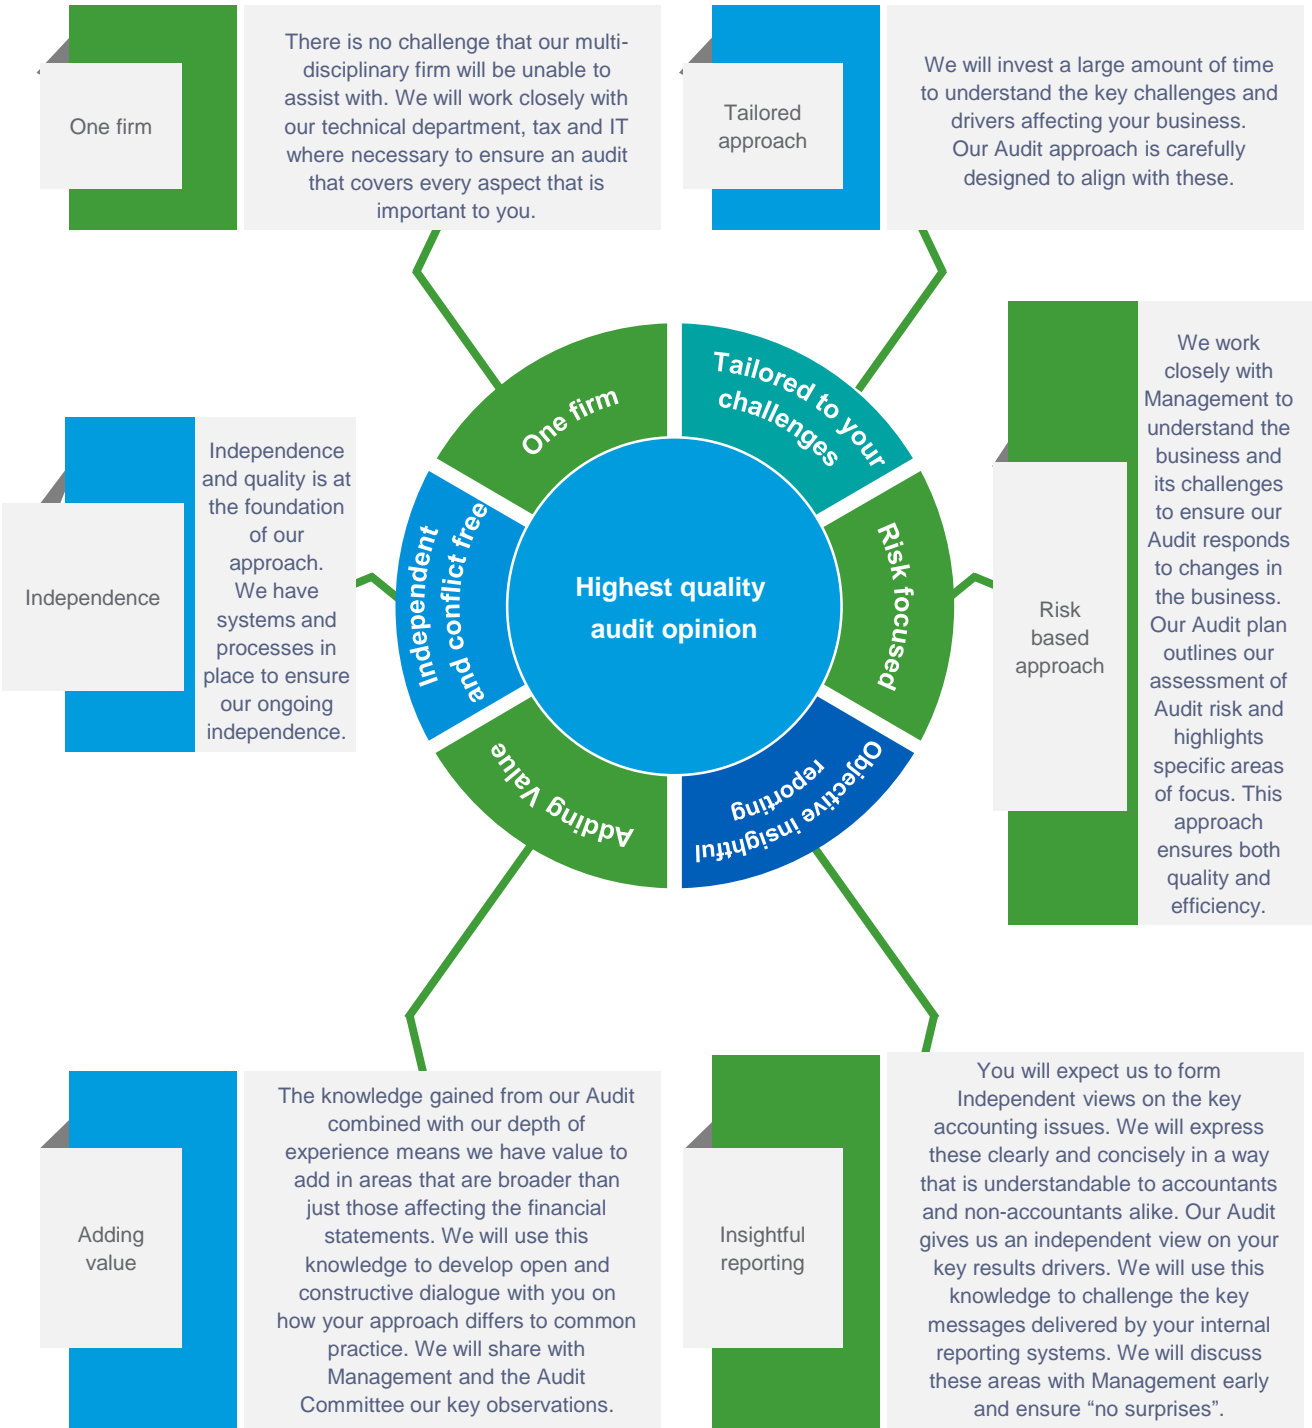 One firm
There is no challenge that our multi-
disciplinary firm will be unable to
assist with. We will work closely with
our technical department, tax and IT
where necessary to ensure an audit
that covers every aspect that is
important to you.
Tailored
approach
We will invest a large amount of time
to understand the key challenges and
drivers affecting your business.
Our Audit approach is carefully
designed to align with these.
One firm
Tailored to your
challenges
Risk focused
Objective insightful
reporting
Adding Value
Independent
and conflict free
Highest quality
audit opinion
Independence
Independence
and quality is at
the foundation
of our
approach.
We have
systems and
processes in
place to ensure
our ongoing
independence.
Risk
based
approach
We work
closely with
Management to
understand the
business and
its challenges
to ensure our
Audit responds
to changes in
the business.
Our Audit plan
outlines our
assessment of
Audit risk and
highlights
specific areas
of focus. This
approach
ensures both
quality and
efficiency.
Adding
value
The knowledge gained from our Audit
combined with our depth of
experience means we have value to
add in areas that are broader than
just those affecting the financial
statements. We will use this
knowledge to develop open and
constructive dialogue with you on
how your approach differs to common
practice. We will share with
Management and the Audit
Committee our key observations.
Insightful
reporting
You will expect us to form
Independent views on the key
accounting issues. We will express
these clearly and concisely in a way
that is understandable to accountants
and non-accountants alike. Our Audit
gives us an independent view on your
key results drivers. We will use this
knowledge to challenge the key
messages delivered by your internal
reporting systems. We will discuss
these areas with Management early
and ensure “no surprises”.